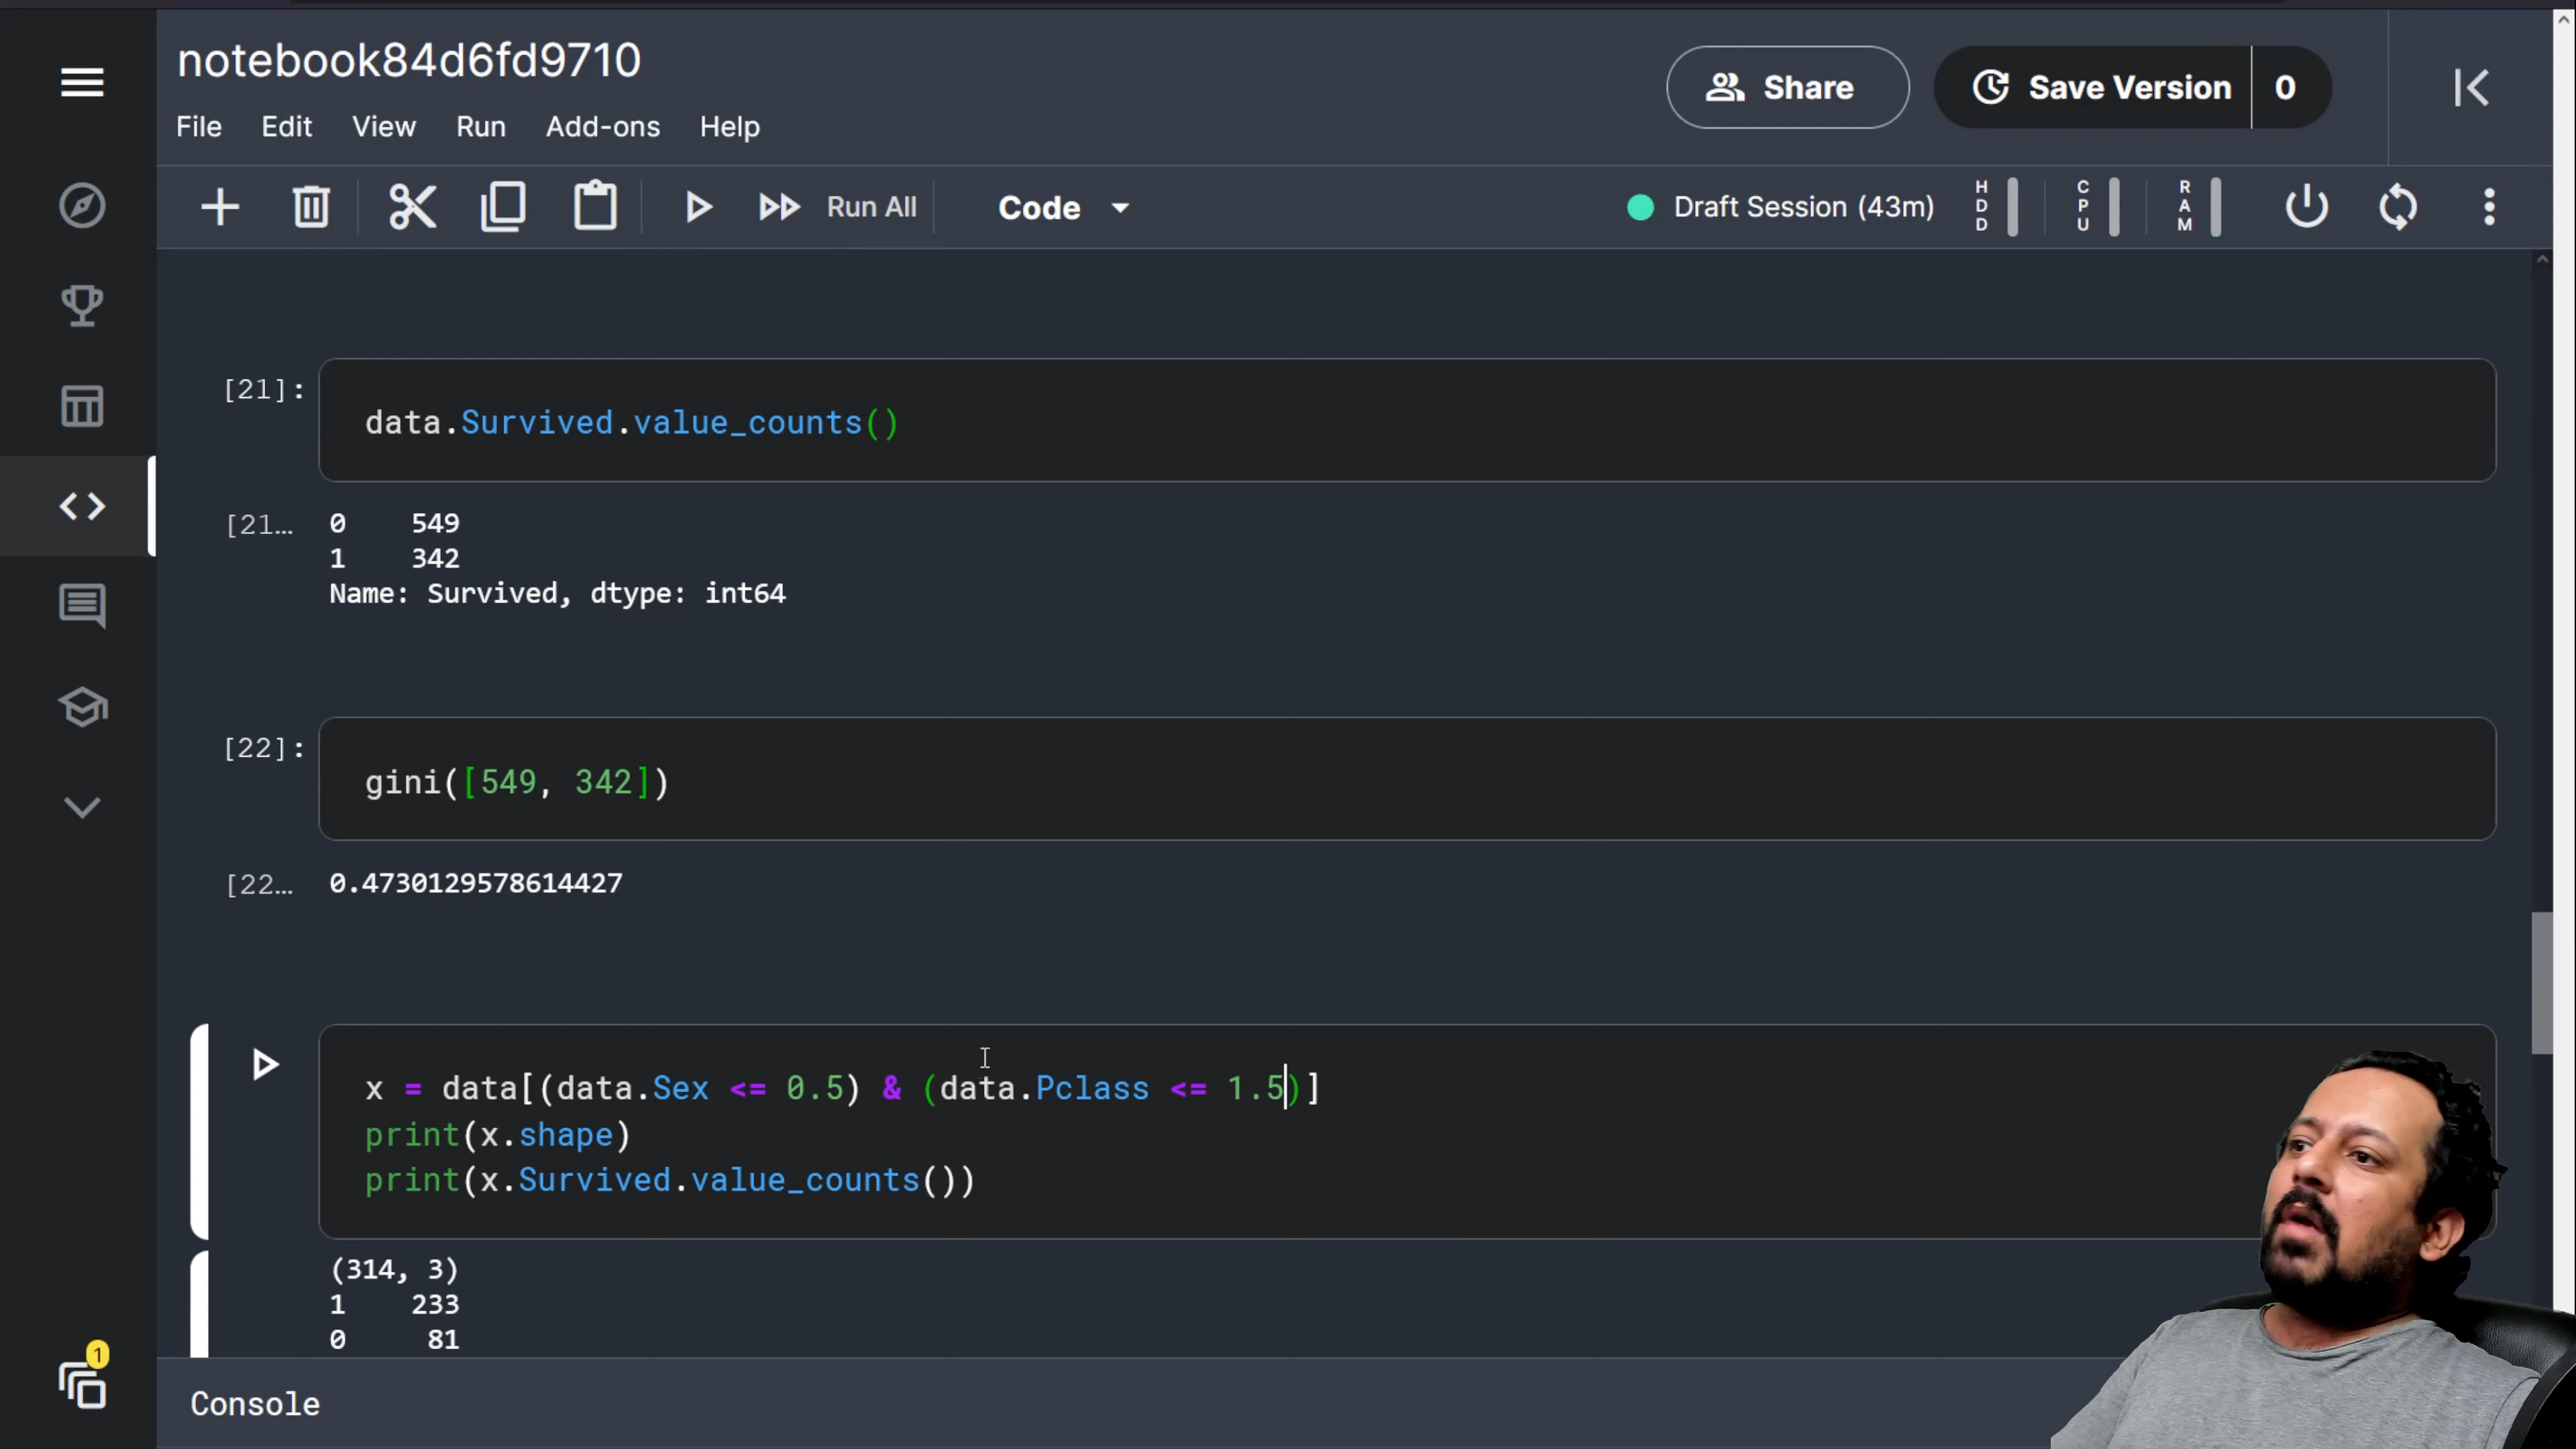 notebook84d6fd9710
Share
Save Version
0
File Edit View Run Add-ons Help
Run All
Code
Draft Session (43m)
HDD
CPU
RAM
[21]:
data.Survived.value_counts()
[21...
0 549
1 342
Name: Survived, dtype: int64
[22]:
gini([549, 342])
[22...
0.4730129578614427
x = data[(data.Sex <= 0.5) & (data.Pclass <= 1.5)]
print(x.shape)
print(x.Survived.value_counts())
(314, 3)
1 233
0 81
1
Console